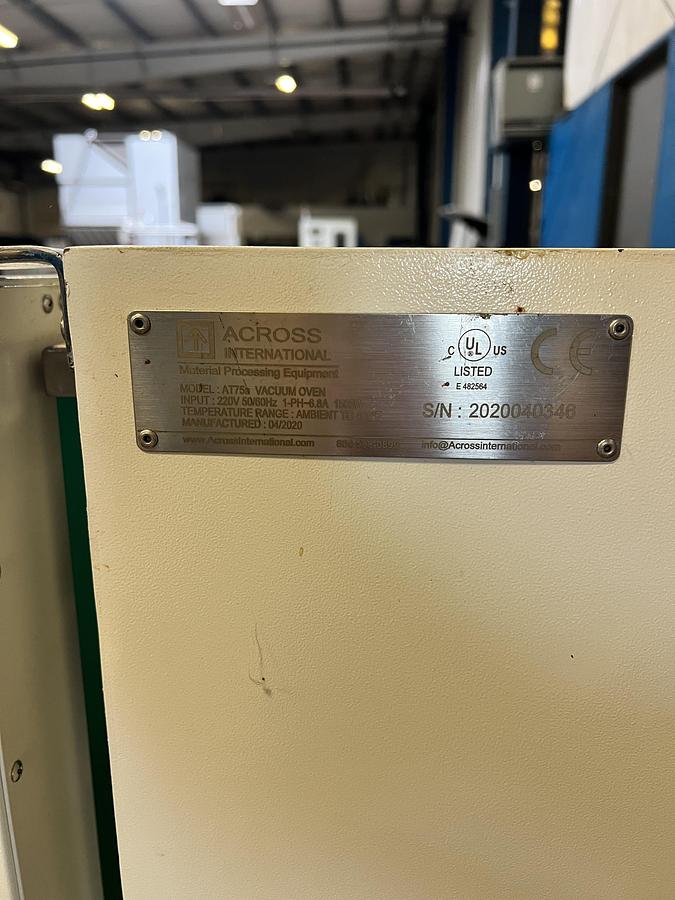 ACROSS
INTERNATIONAL
Material Processing Equipment
MODEL : AT75a VACUUM OVEN
INPUT : 220V 50/60Hz 1-PH-6.8A
TEMPERATURE RANGE : AMBIENT TO
MANUFACTURED : 04/2020
www.AcrossInternational.com
info@Acrossinternational.com
C UL US
®
LISTED
E 482564
CE
S/N : 2020040346